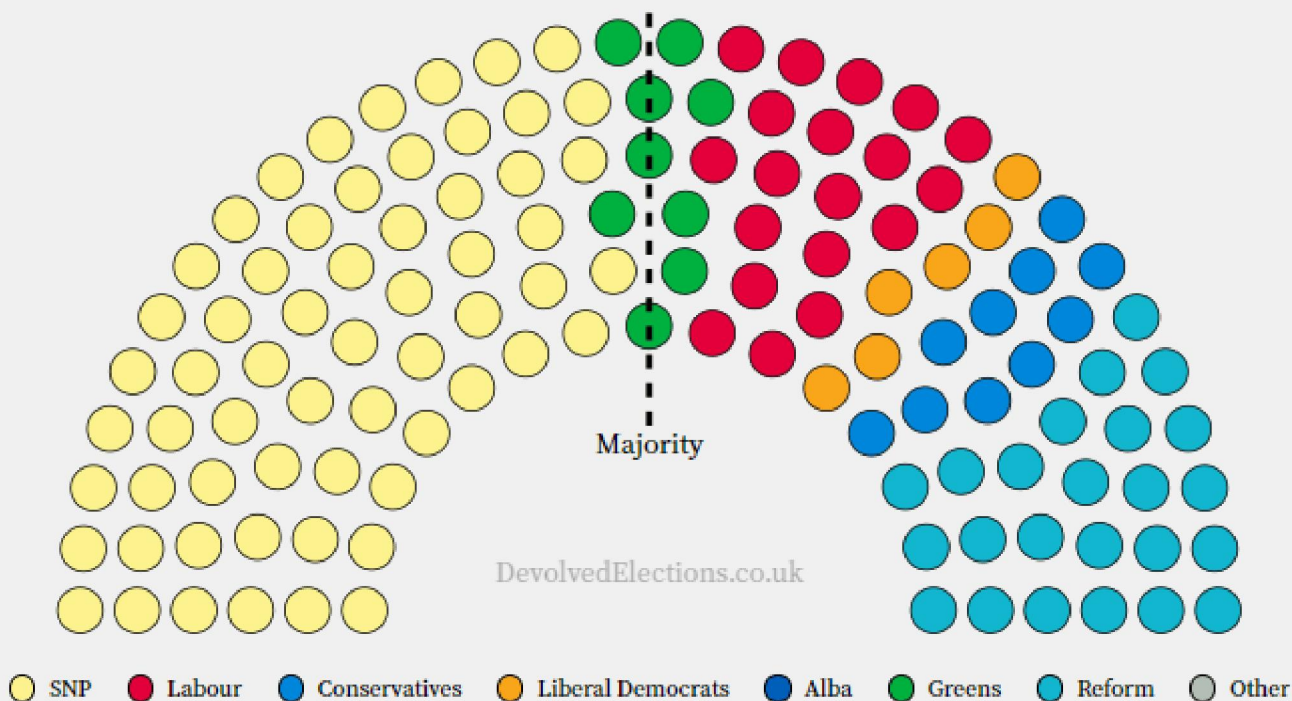 Majority
DevolvedElections.co.uk
SNP Labour Conservatives Liberal Democrats Alba Greens Reform Other